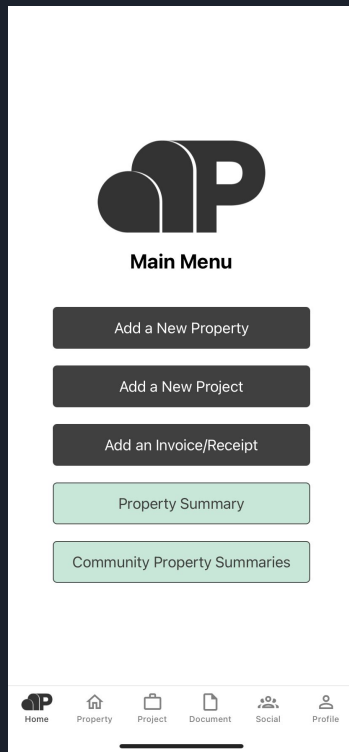 P
Main Menu
Add a New Property
Add a New Project
Add an Invoice/Receipt
Property Summary
Community Property Summaries
P
Home
Property
Project
Document
Social
Profile